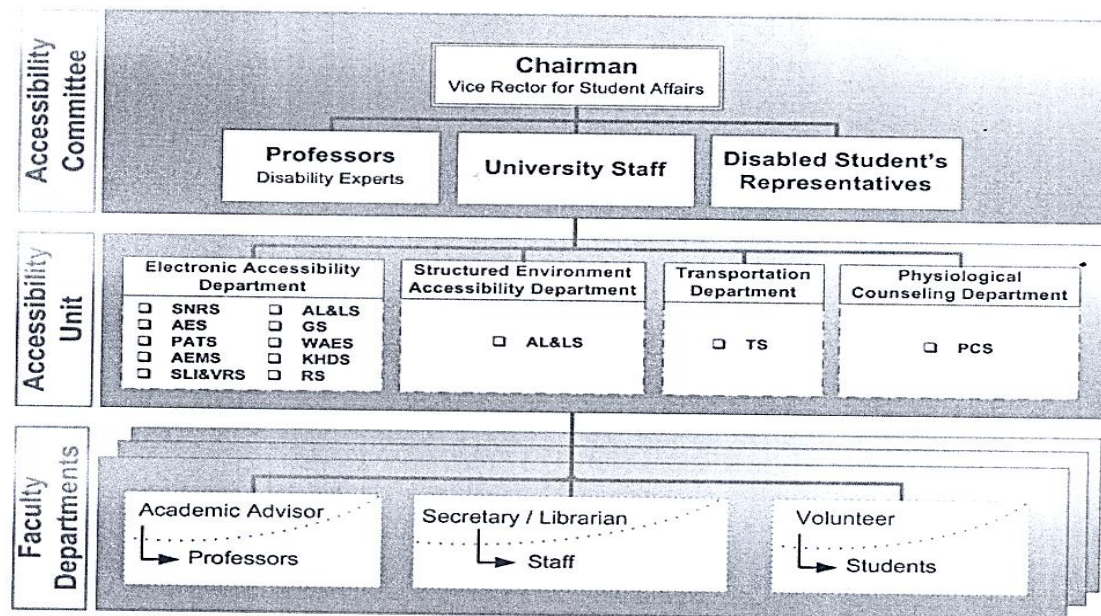 Accessibility
Committee
Chairman
Vice Rector for Student Affairs
Professors
Disability Experts
University Staff
Disabled Student's
Representatives
Accessibility
Unit
Electronic Accessibility
Department
SNRS
AES
PATS
AEMS
SLI&VRS
AL&LS
GS
WAES
KHDS
RS
Structured Environment
Accessibility Department
AL&LS
Transportation
Department
TS
Physiological
Counseling Department
PCS
Faculty
Departments
Academic Advisor
Professors
Secretary / Librarian
Staff
Volunteer
Students